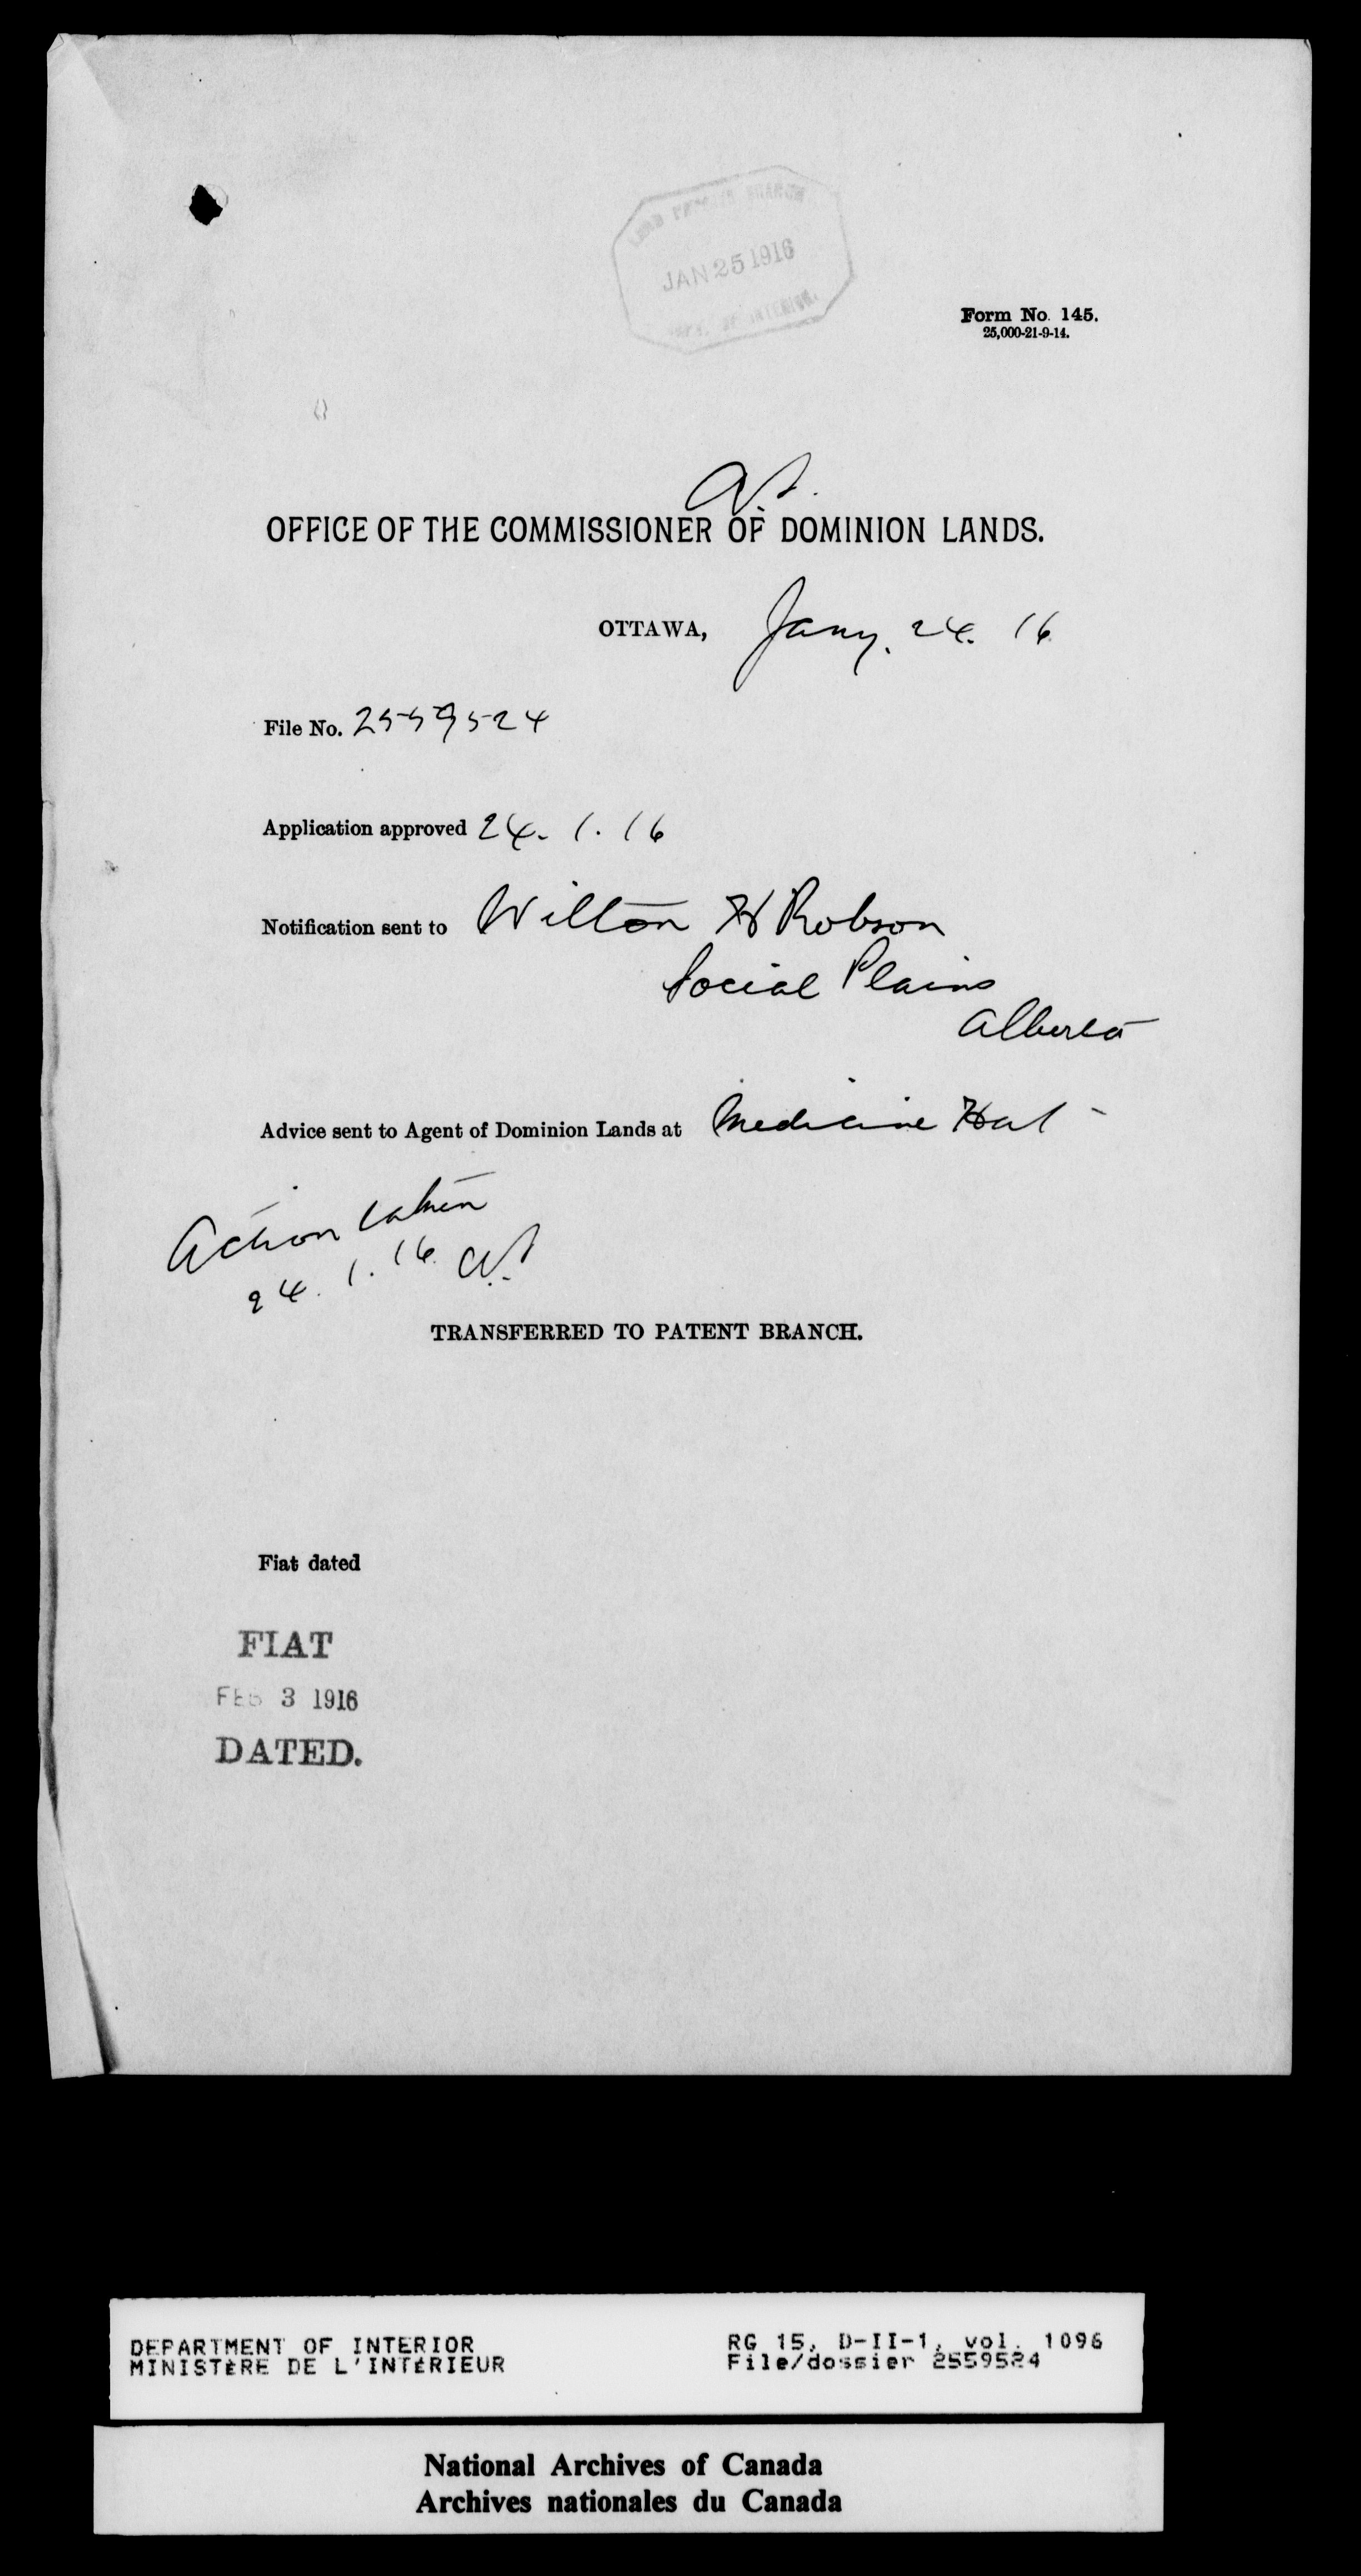 LAND PATENTS BRANCH
JAN 25 1916
DEPT. OF INTERIOR.
Form No. 145.
25,000-21-9-14.
OFFICE OF THE COMMISSIONER OF DOMINION LANDS.
OTTAWA, Jany. 24. 16
File No. 2559524
Application approved 24. 1. 16
Notification sent to Wilton H Robson
Social Plains
Alberta
Advice sent to Agent of Dominion Lands at Medicine Hat
Action taken
24. 1. 16
TRANSFERRED TO PATENT BRANCH.
Fiat dated
FIAT
FEB 3 1916
DATED.
DEPARTMENT OF INTERIOR
MINISTÈRE DE L'INTÉRIEUR
RG 15, D-II-1, vol. 1096
File/dossier 2559524
National Archives of Canada
Archives nationales du Canada